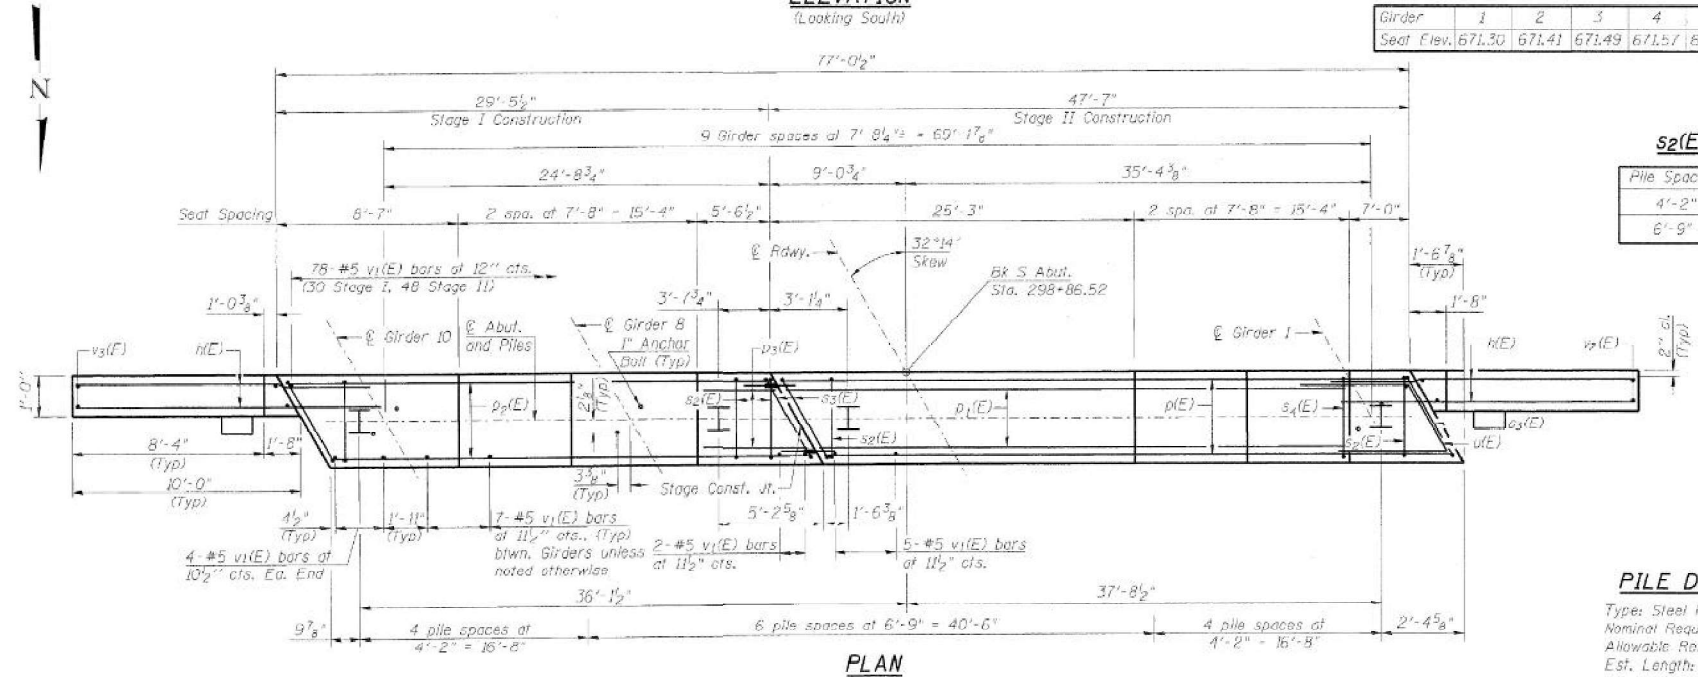 ELEVATION
(Looking South)
Girder 1 2 3 4
Seat Elev. 671.30 671.41 671.49 671.57
N
77'-0½"
29'-5½"
Stage I Construction
47'-7"
Stage II Construction
9 Girder spaces at 7' 8¼" = 69'-1⅞"
24'-8¾" 9'-0¾" 35'-4⅜"
Seat Spacing 8'-7" 2 spa. at 7'-8" = 15'-4" 5'-6½" 25'-3" 2 spa. at 7'-8" = 15'-4" 7'-0"
s2(E
Pile Spac
4'-2"
6'-9"
78-#5 v1(E) bars at 12" cts.
(30 Stage I, 48 Stage II)
℄ Rdwy.
32°14'
Skew
Bk S Abut.
Sta. 298+86.52
1'-6⅞"
(Typ)
1'-0⅜"
3'-1¼"
1'-8"
2" cl.
(Typ)
℄ Girder 10
℄ Abut.
and Piles
℄ Girder 8
1" Anchor
Bolt (Typ)
℄ Girder 1
v3(E) h(E) p3(E) h(E) v2(E)
1'-0"
2⅛"
(Typ)
p2(E) s2(E) s3(E) p1(E) p(E) s4(E)
s2(E) s2(E) u(E)
8'-4"
(Typ)
1'-8"
10'-0"
(Typ)
3⅜"
(Typ)
Stage Const. Jt.
4½"
(Typ)
1'-11"
(Typ)
5'-2⅝" 1'-6⅜"
4-#5 v1(E) bars at
10½" cts. Ea. End
7-#5 v1(E) bars
at 11½" cts., (Typ)
btwn. Girders unless
noted otherwise
2-#5 v1(E) bars
at 11½" cts.
5-#5 v1(E) bars
at 11½" cts.
36'-1½" 37'-8½"
9⅞"
4 pile spaces at
4'-2" = 16'-8"
6 pile spaces at 6'-9" = 40'-6"
4 pile spaces at
4'-2" = 16'-8"
2'-4⅝"
PLAN
PILE D
Type: Steel
Nominal Requ
Allowable Re
Est. Length: